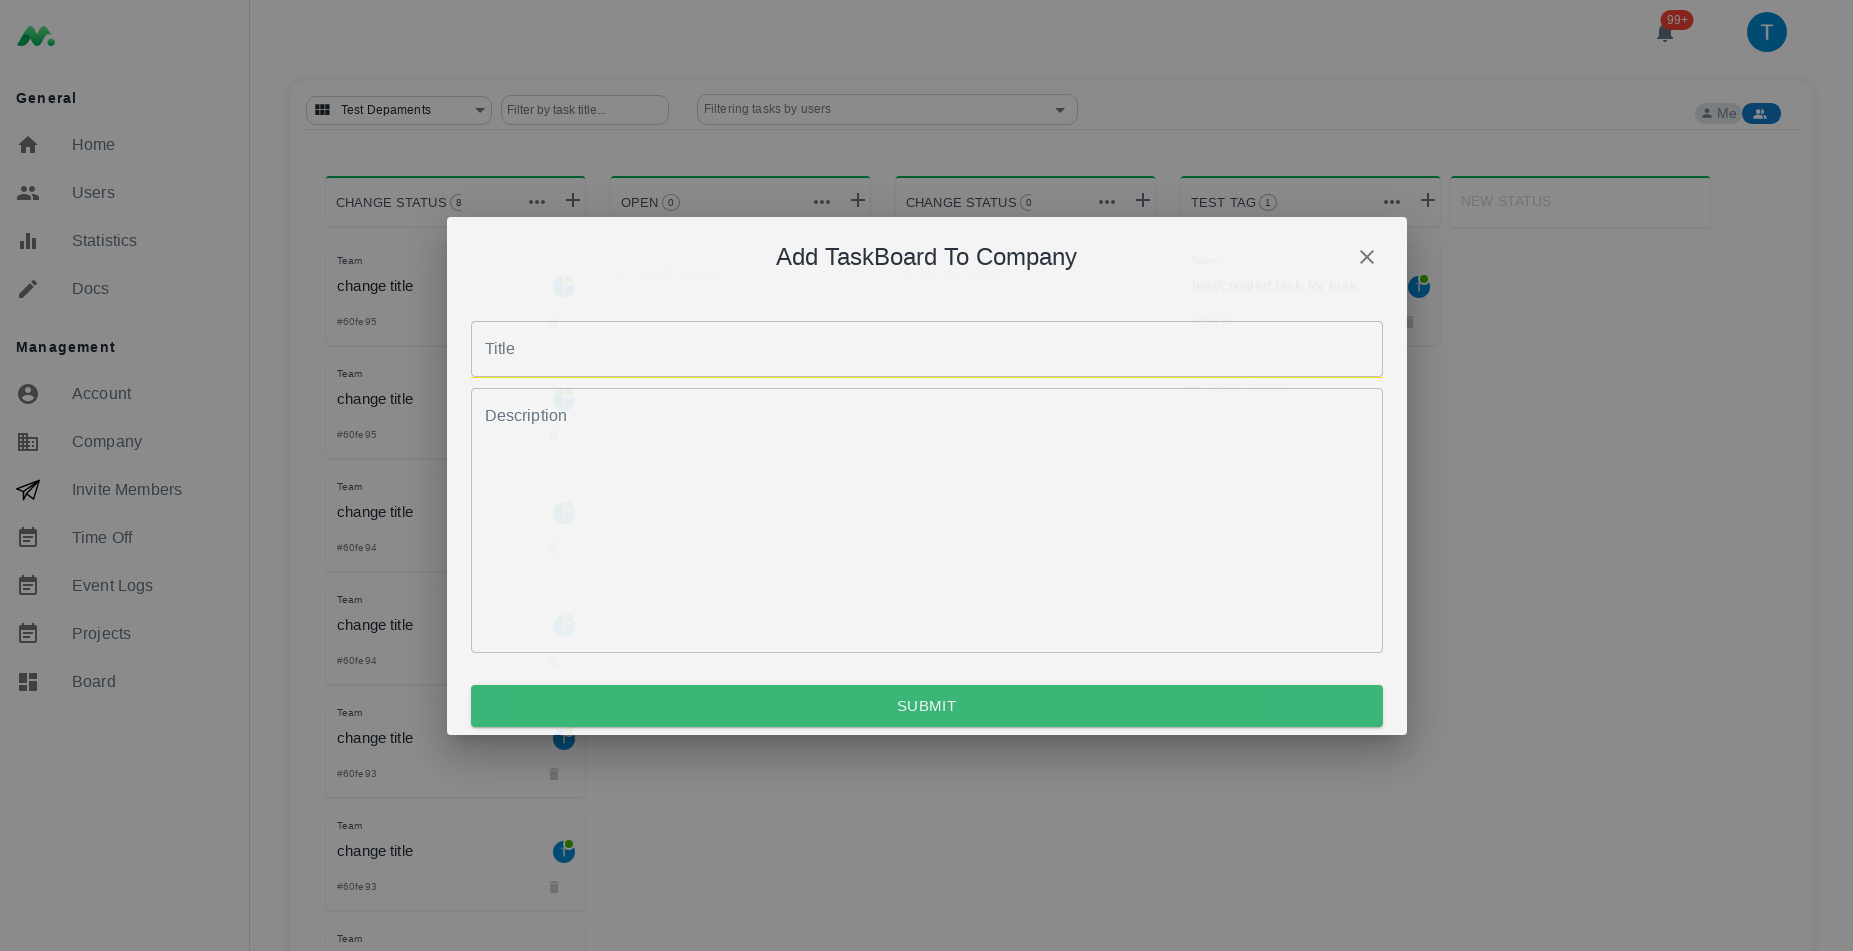 99+
T
General
Home
Users
Statistics
Docs
Management
Account
Company
Invite Members
Time Off
Event Logs
Projects
Board
Test Depaments
Filter by task title...
Filtering tasks by users
Me
CHANGE STATUS 8
OPEN 0
CHANGE STATUS 0
TEST TAG 1
NEW STATUS
Team
change title
#60fe95
Team
change title
#60fe95
Team
change title
#60fe94
Team
change title
#60fe94
Team
change title
T
#60fe93
Team
change title
T
#60fe93
Team
Team
feat/created task for task
T
Add TaskBoard To Company
Title
Description
SUBMIT